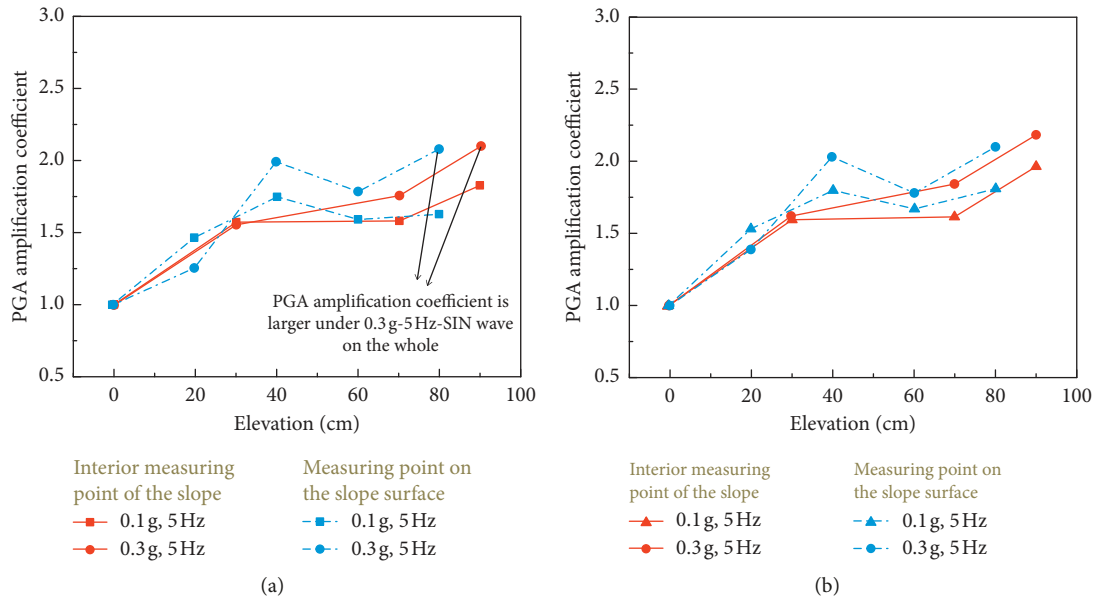 3.0
2.5
2.0
1.5
1.0
0.5
PGA amplification coefficient
0
20
40
60
80
100
Elevation (cm)
PGA amplification coefficient is
larger under 0.3 g-5 Hz-SIN wave
on the whole
Interior measuring
point of the slope
0.1 g, 5 Hz
0.3 g, 5 Hz
Measuring point on
the slope surface
0.1 g, 5 Hz
0.3 g, 5 Hz
(a)
3.0
2.5
2.0
1.5
1.0
0.5
PGA amplification coefficient
0
20
40
60
80
100
Elevation (cm)
Interior measuring
point of the slope
0.1 g, 5 Hz
0.3 g, 5 Hz
Measuring point on
the slope surface
0.1 g, 5 Hz
0.3 g, 5 Hz
(b)